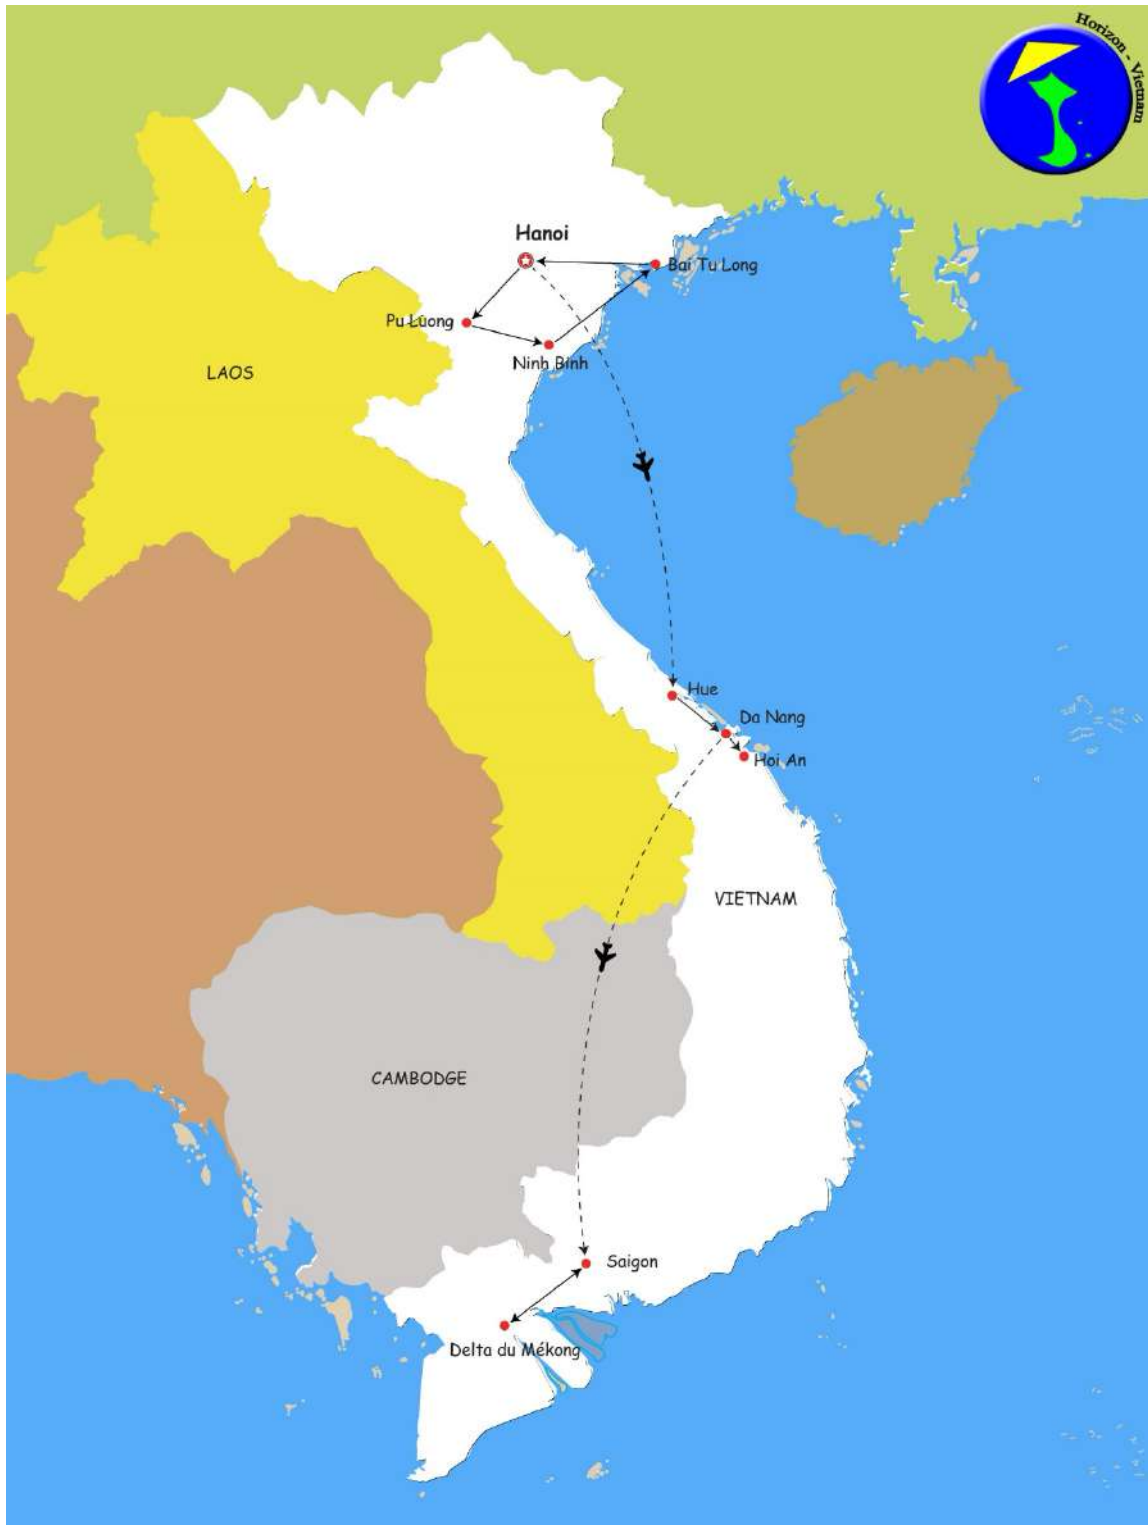 Horizon - Vietnam
Hanoi
Bai Tu Long
Pu Luong
Ninh Binh
LAOS
Hue
Da Nang
Hoi An
VIETNAM
CAMBODGE
Saigon
Delta du Mékong